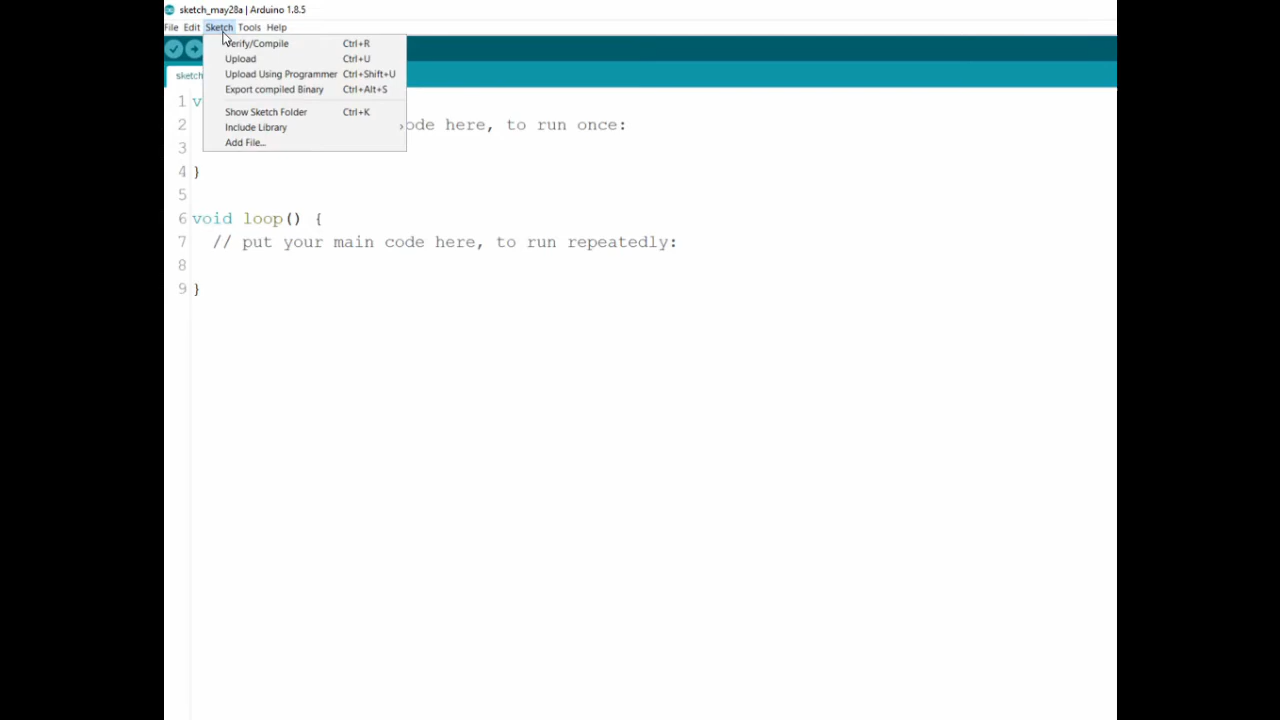 sketch_may28a | Arduino 1.8.5
File Edit Sketch Tools Help
Verify/Compile Ctrl+R
Upload Ctrl+U
Upload Using Programmer Ctrl+Shift+U
Export compiled Binary Ctrl+Alt+S
Show Sketch Folder Ctrl+K
Include Library ›
Add File...
sketch
1 v
2 ode here, to run once:
3
4 }
5
6 void loop() {
7 // put your main code here, to run repeatedly:
8
9 }